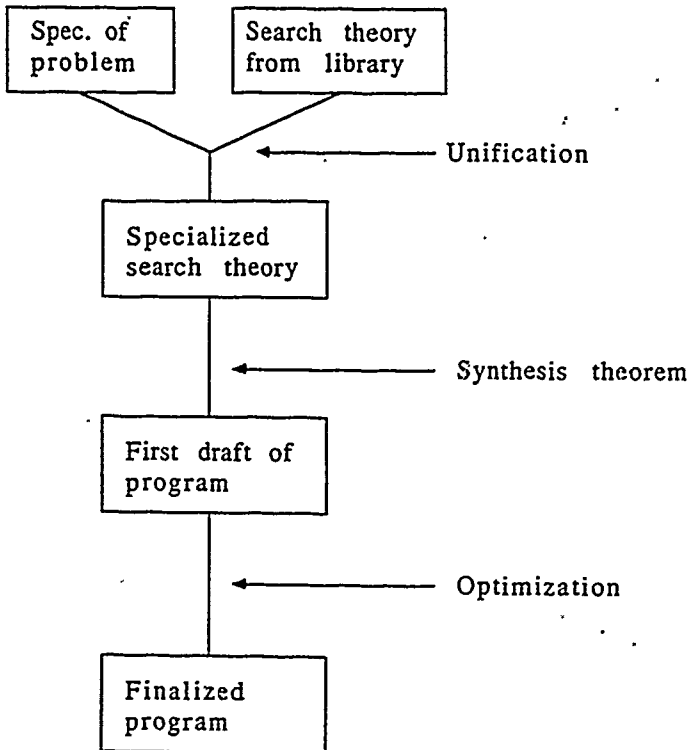 Spec. of
problem
Search theory
from library
Unification
Specialized
search theory
Synthesis theorem
First draft of
program
Optimization
Finalized
program